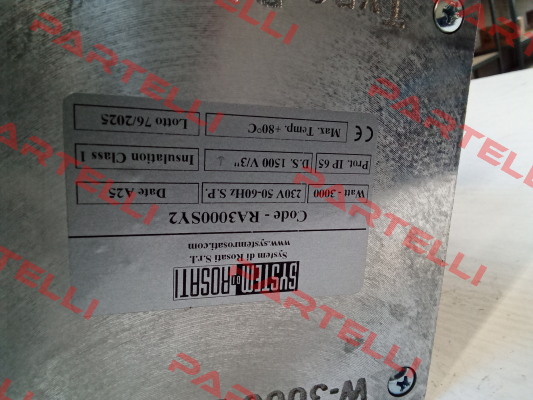 SYSTEM DI ROSATI
System di Rosati S.r.l.
www.systemrosati.com
Code - RA3000SY2
Watt - 3000 230V 50-60Hz S.P. Date A25
Prot. IP 65 D.S. 1500 V/3" Insulation Class I
CE Max. Temp. +80°C Lotto 76/2025
PARTELLI
PARTELLI
PARTELLI
PARTELLI
PARTELLI
PARTELLI